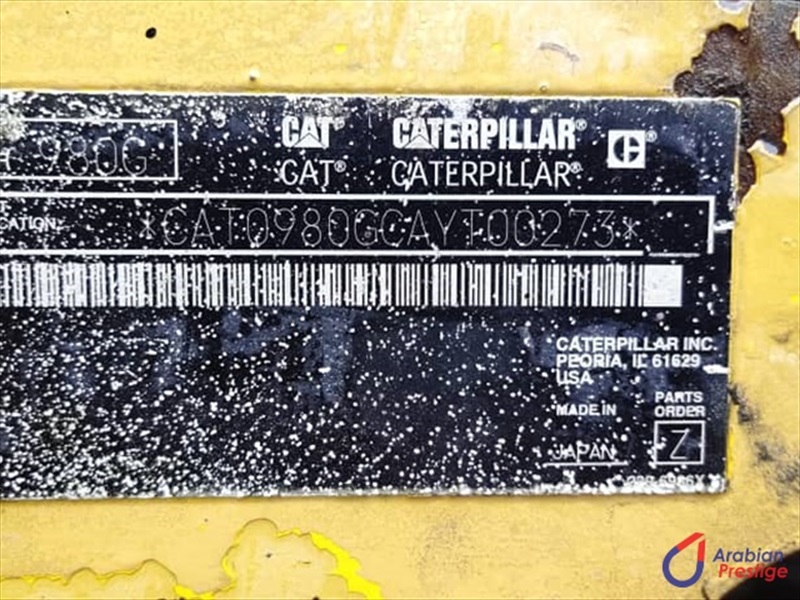 CAT® CATERPILLAR®
980G
CAT® CATERPILLAR®
*CAT0980GCAYT00273*
CATERPILLAR INC.
PEORIA, IL 61629
USA
MADE IN
PARTS
ORDER
JAPAN
Z
Arabian
Prestige